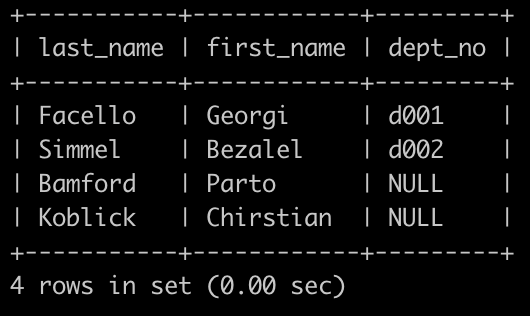 +-----------+------------+---------+
| last_name | first_name | dept_no |
+-----------+------------+---------+
| Facello   | Georgi     | d001    |
| Simmel    | Bezalel    | d002    |
| Bamford   | Parto      | NULL    |
| Koblick   | Chirstian  | NULL    |
+-----------+------------+---------+
4 rows in set (0.00 sec)